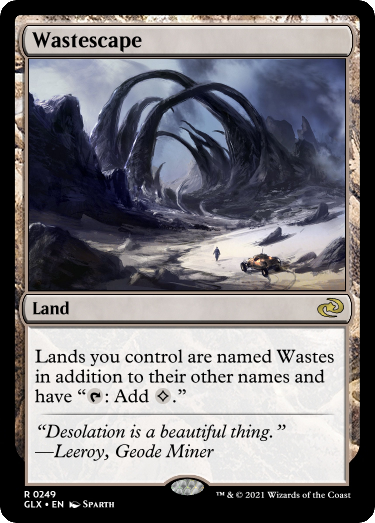 Wastescape
Land
Lands you control are named Wastes
in addition to their other names and
have “: Add .”
“Desolation is a beautiful thing.”
—Leeroy, Geode Miner
R 0249
GLX • EN SPARTH
™ & © 2021 Wizards of the Coast